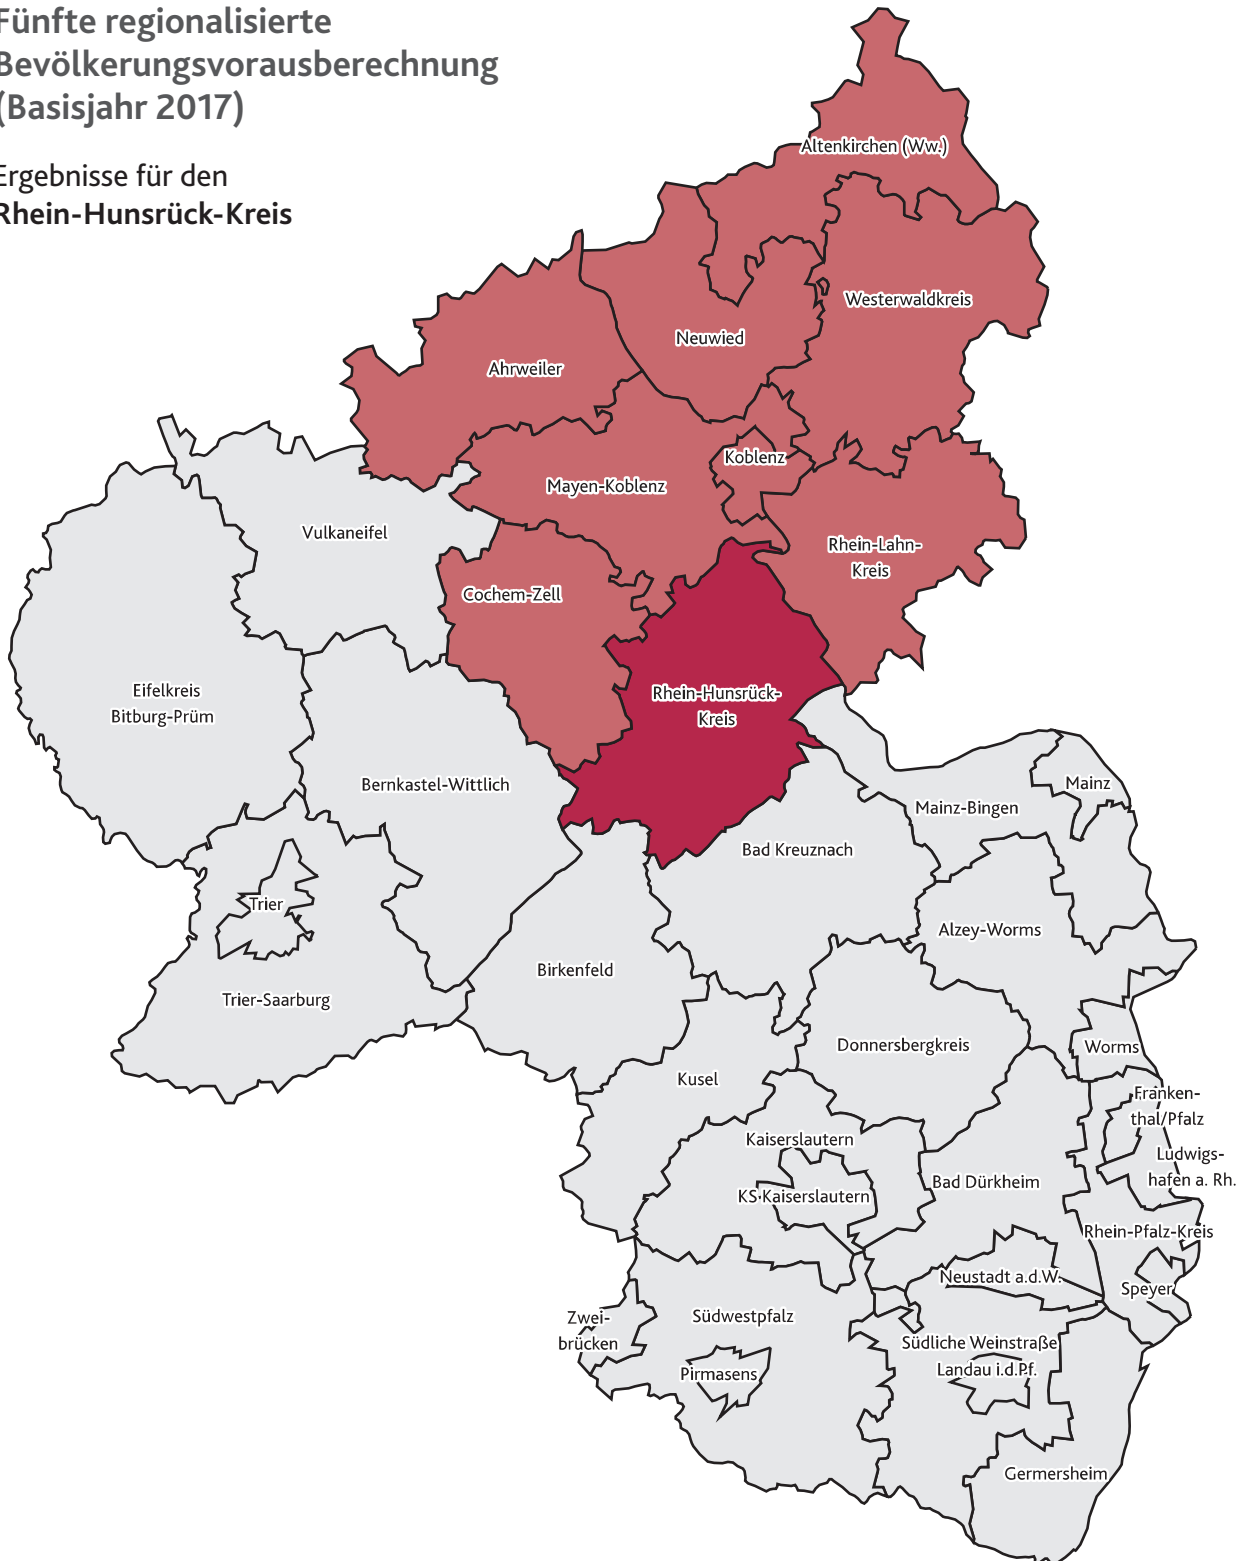 Fünfte regionalisierte
Bevölkerungsvorausberechnung
(Basisjahr 2017)
Ergebnisse für den
Rhein-Hunsrück-Kreis
Altenkirchen (Ww.)
Westerwaldkreis
Neuwied
Ahrweiler
Koblenz
Mayen-Koblenz
Vulkaneifel
Rhein-Lahn-
Kreis
Cochem-Zell
Eifelkreis
Bitburg-Prüm
Rhein-Hunsrück-
Kreis
Bernkastel-Wittlich
Mainz
Mainz-Bingen
Bad Kreuznach
Trier
Alzey-Worms
Birkenfeld
Trier-Saarburg
Donnersbergkreis
Worms
Kusel
Franken-
thal/Pfalz
Kaiserslautern
Ludwigs-
hafen a. Rh.
Bad Dürkheim
KS Kaiserslautern
Rhein-Pfalz-Kreis
Neustadt a.d.W.
Speyer
Zwei-
brücken
Südwestpfalz
Südliche Weinstraße
Landau i.d.Pf.
Pirmasens
Germersheim